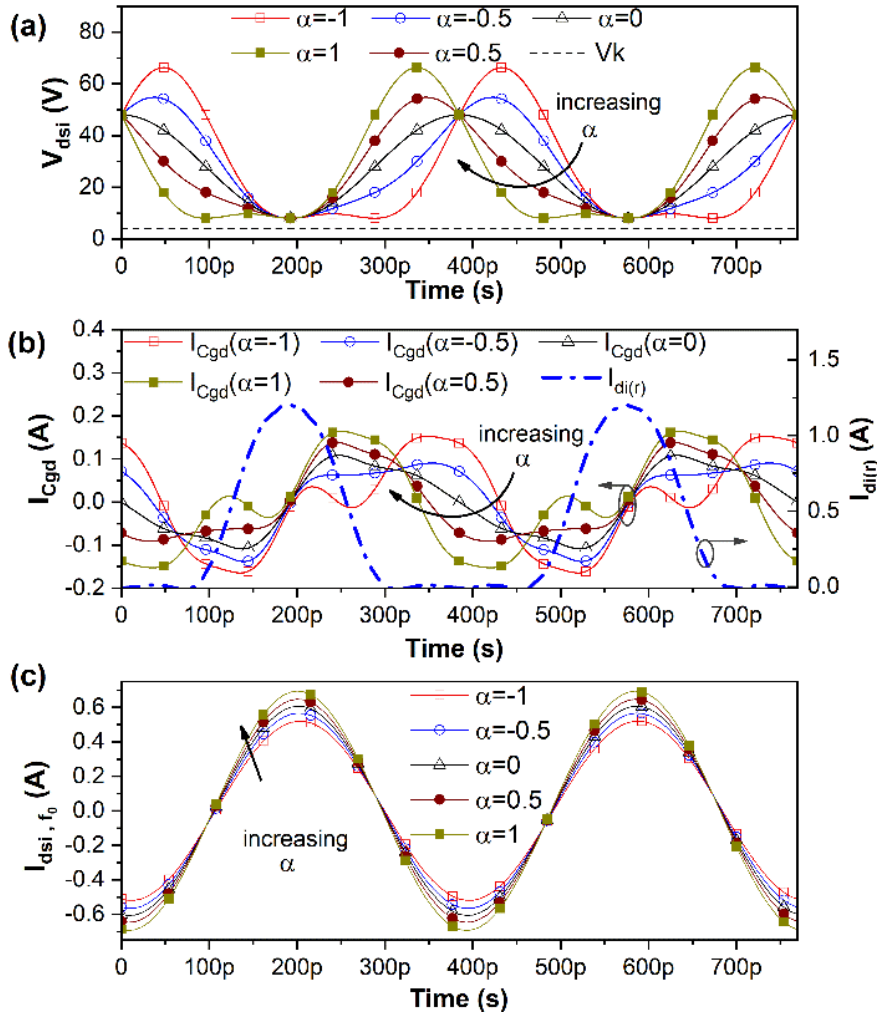 (a)
α=-1 α=-0.5 α=0
α=1 α=0.5 Vk
increasing
α
V_dsi (V)
80
60
40
20
0
0 100p 200p 300p 400p 500p 600p 700p
Time (s)
(b)
I_Cgd(α=-1) I_Cgd(α=-0.5) I_Cgd(α=0)
I_Cgd(α=1) I_Cgd(α=0.5) I_di(r)
increasing
α
I_Cgd (A)
0.4
0.3
0.2
0.1
0.0
-0.1
-0.2
1.5
1.0
0.5
0.0
I_di(r) (A)
0 100p 200p 300p 400p 500p 600p 700p
Time (s)
(c)
α=-1
α=-0.5
α=0
α=0.5
α=1
increasing
α
I_dsi, f_0 (A)
0.6
0.4
0.2
0.0
-0.2
-0.4
-0.6
0 100p 200p 300p 400p 500p 600p 700p
Time (s)